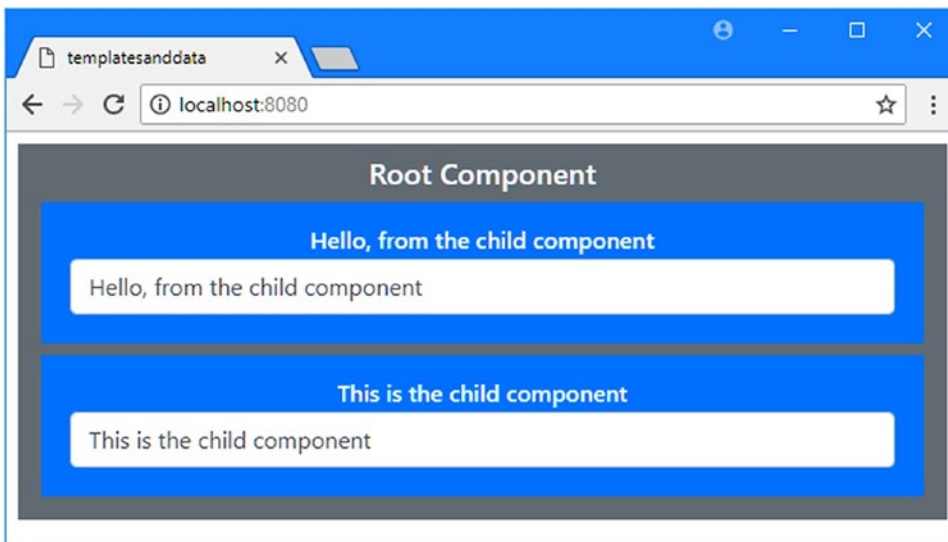 templatesanddata
localhost:8080
Root Component
Hello, from the child component
Hello, from the child component
This is the child component
This is the child component